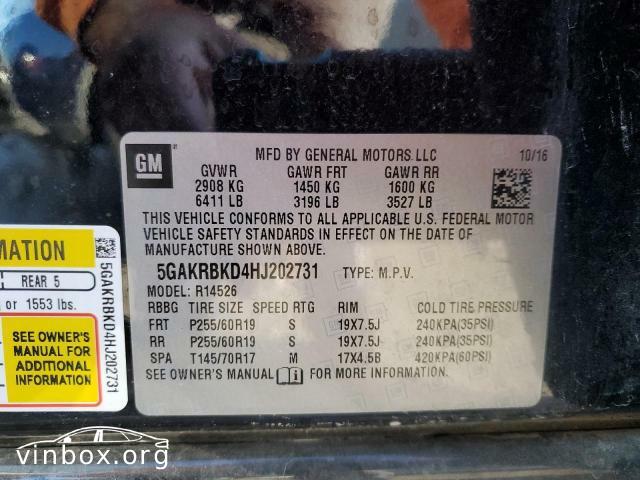 GM
MFD BY GENERAL MOTORS LLC 10/16
GVWR GAWR FRT GAWR RR
2908 KG 1450 KG 1600 KG
6411 LB 3196 LB 3527 LB
THIS VEHICLE CONFORMS TO ALL APPLICABLE U.S. FEDERAL MOTOR
VEHICLE SAFETY STANDARDS IN EFFECT ON THE DATE OF
MANUFACTURE SHOWN ABOVE.
5GAKRBKD4HJ202731 TYPE: M.P.V.
MODEL: R14526
RBBG TIRE SIZE SPEED RTG RIM COLD TIRE PRESSURE
FRT P255/60R19 S 19X7.5J 240KPA(35PSI)
RR P255/60R19 S 19X7.5J 240KPA(35PSI)
SPA T145/70R17 M 17X4.5B 420KPA(60PSI)
SEE OWNER'S MANUAL FOR MORE INFORMATION.
MATION
REAR 5
or 1553 lbs.
SEE OWNER'S
MANUAL FOR
ADDITIONAL
INFORMATION
5GAKRBKD4HJ202731
vinbox.org